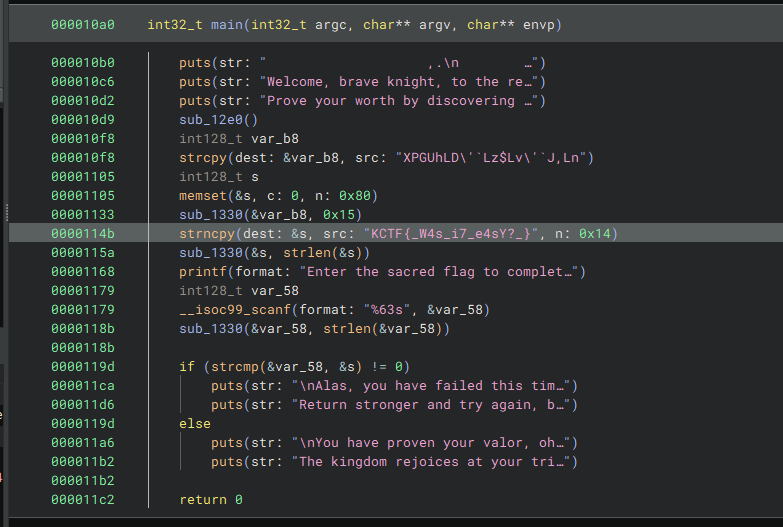 000010a0 int32_t main(int32_t argc, char** argv, char** envp)
000010b0 puts(str: " ,.\n …")
000010c6 puts(str: "Welcome, brave knight, to the re…")
000010d2 puts(str: "Prove your worth by discovering …")
000010d9 sub_12e0()
000010f8 int128_t var_b8
000010f8 strcpy(dest: &var_b8, src: "XPGUhLD\'``Lz$Lv\'``J,Ln")
00001105 int128_t s
00001105 memset(&s, c: 0, n: 0x80)
00001133 sub_1330(&var_b8, 0x15)
0000114b strncpy(dest: &s, src: "KCTF{_W4s_i7_e4sY?_}", n: 0x14)
0000115a sub_1330(&s, strlen(&s))
00001168 printf(format: "Enter the sacred flag to complet…")
00001179 int128_t var_58
00001179 __isoc99_scanf(format: "%63s", &var_58)
0000118b sub_1330(&var_58, strlen(&var_58))
0000118b
0000119d if (strcmp(&var_58, &s) != 0)
000011ca puts(str: "\nAlas, you have failed this tim…")
000011d6 puts(str: "Return stronger and try again, b…")
0000119d else
000011a6 puts(str: "\nYou have proven your valor, oh…")
000011b2 puts(str: "The kingdom rejoices at your tri…")
000011b2
000011c2 return 0